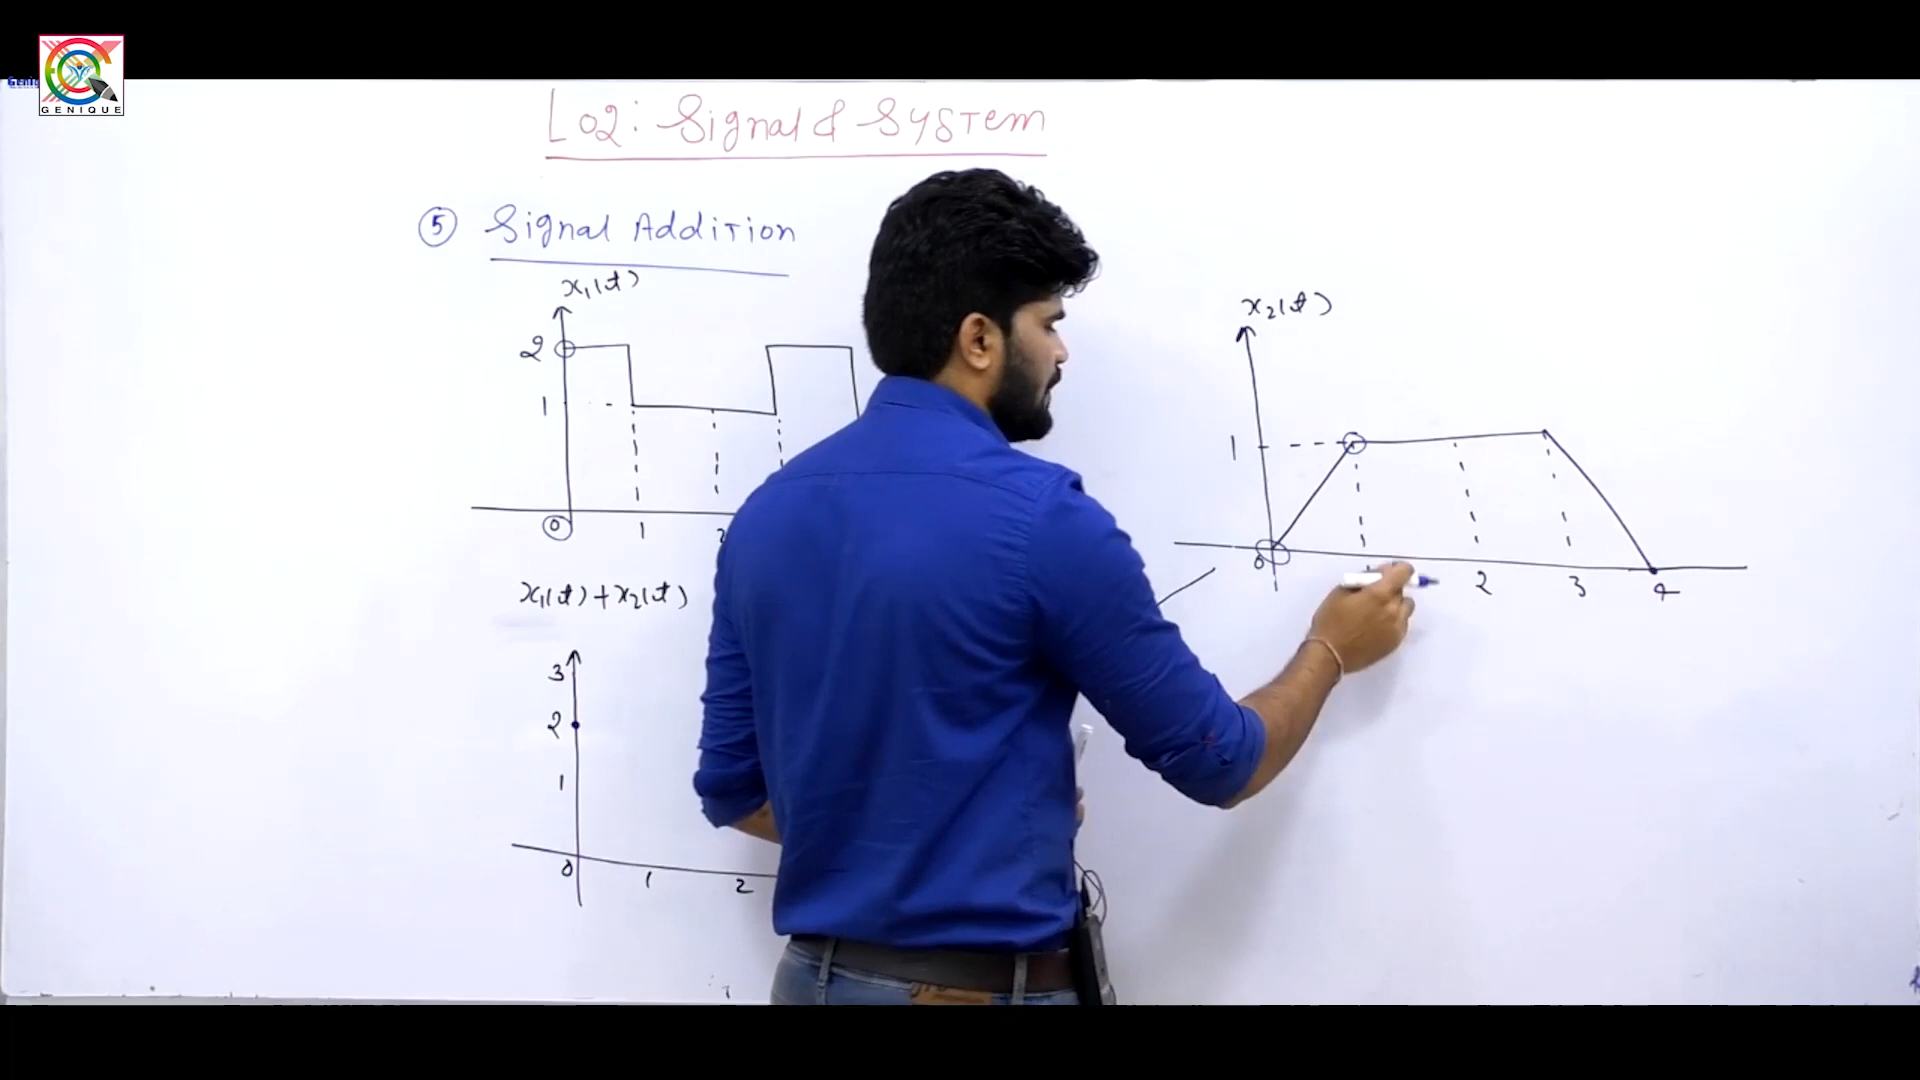 GENIQUE
L02: Signal & System
5 Signal Addition
x₁(t)
2
1
0
1
2
x₂(t)
1
0
2
3
4
x₁(t)+x₂(t)
3
2
1
0
1
2